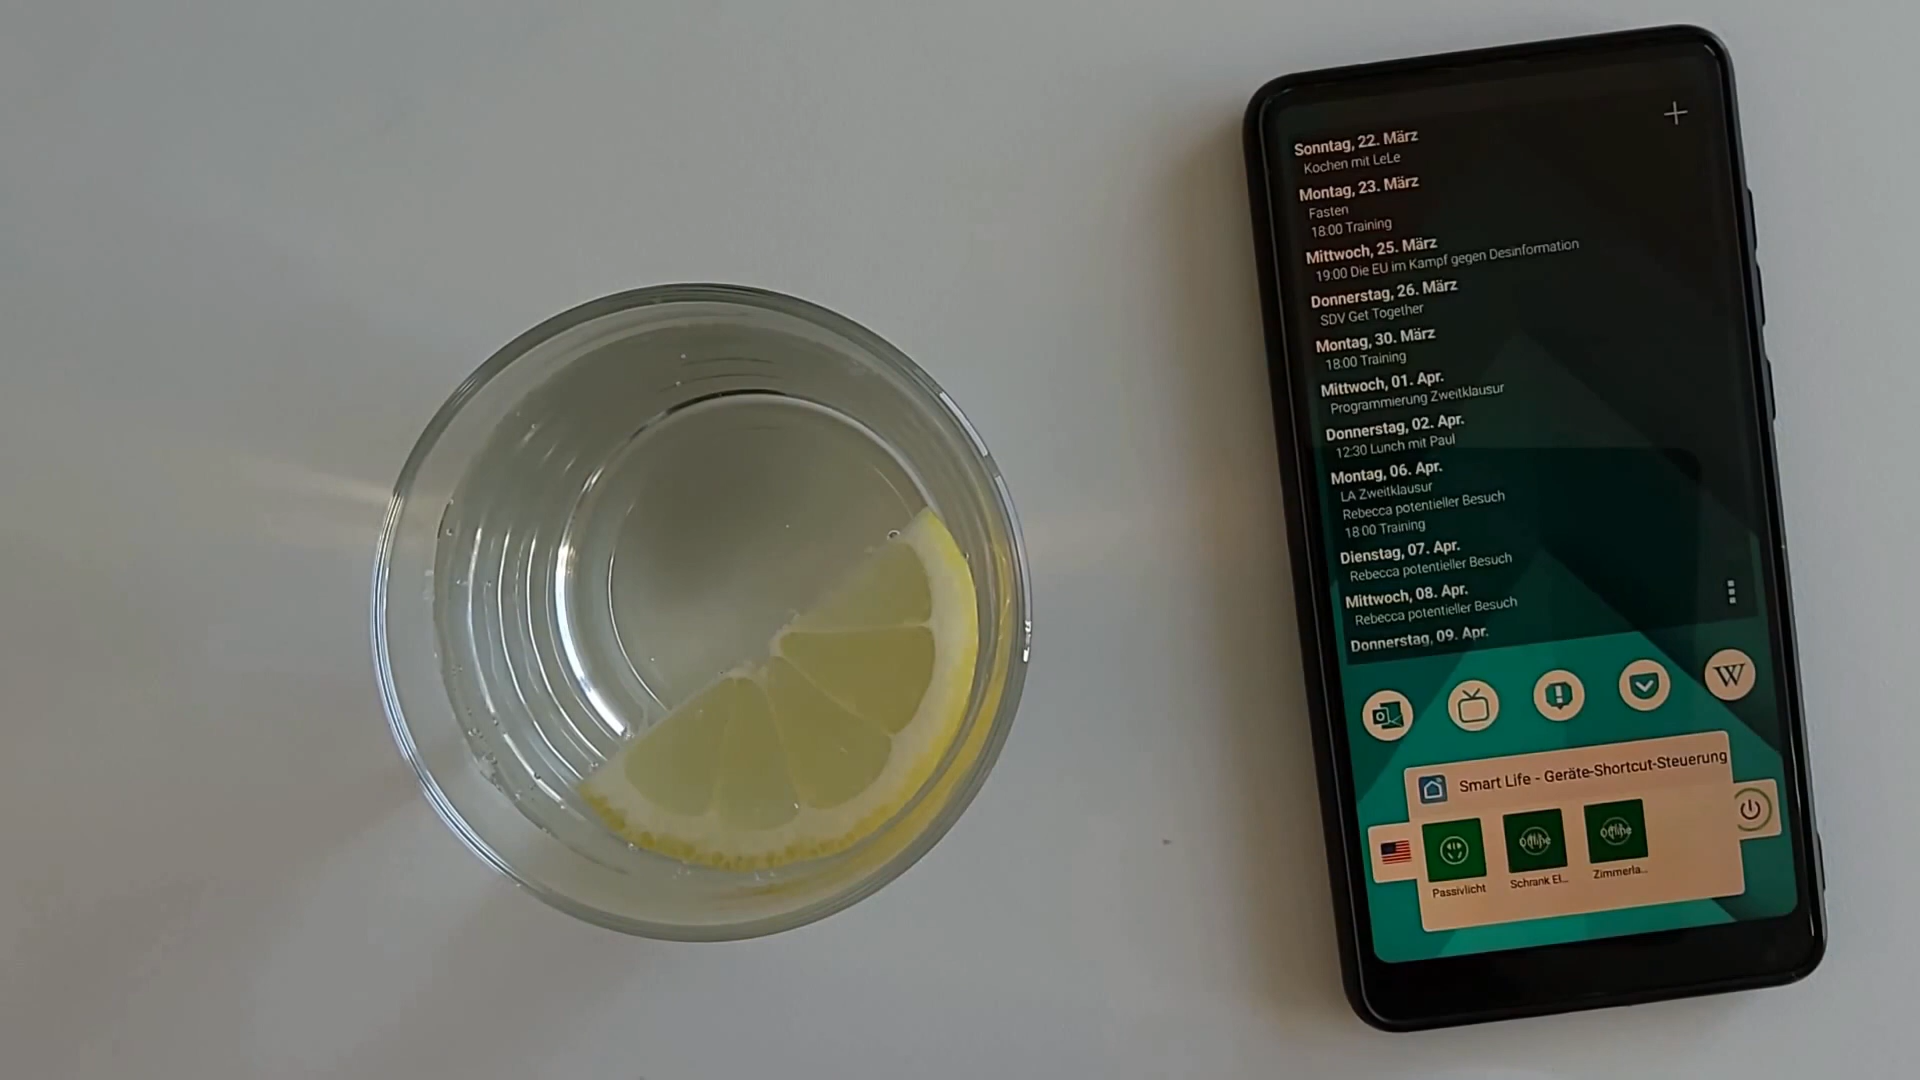 Sonntag, 22. März
Kochen mit LeLe
Montag, 23. März
Fasten
18:00 Training
Mittwoch, 25. März
19:00 Die EU im Kampf gegen Desinformation
Donnerstag, 26. März
SDV Get Together
Montag, 30. März
18:00 Training
Mittwoch, 01. Apr.
Programmierung Zweitklausur
Donnerstag, 02. Apr.
12:30 Lunch mit Paul
Montag, 06. Apr.
LA Zweitklausur
Rebecca potentieller Besuch
18:00 Training
Dienstag, 07. Apr.
Rebecca potentieller Besuch
Mittwoch, 08. Apr.
Rebecca potentieller Besuch
Donnerstag, 09. Apr.
W
Smart Life - Geräte-Shortcut-Steuerung
Offline Offline
Passivlicht Schrank El... Zimmerla...